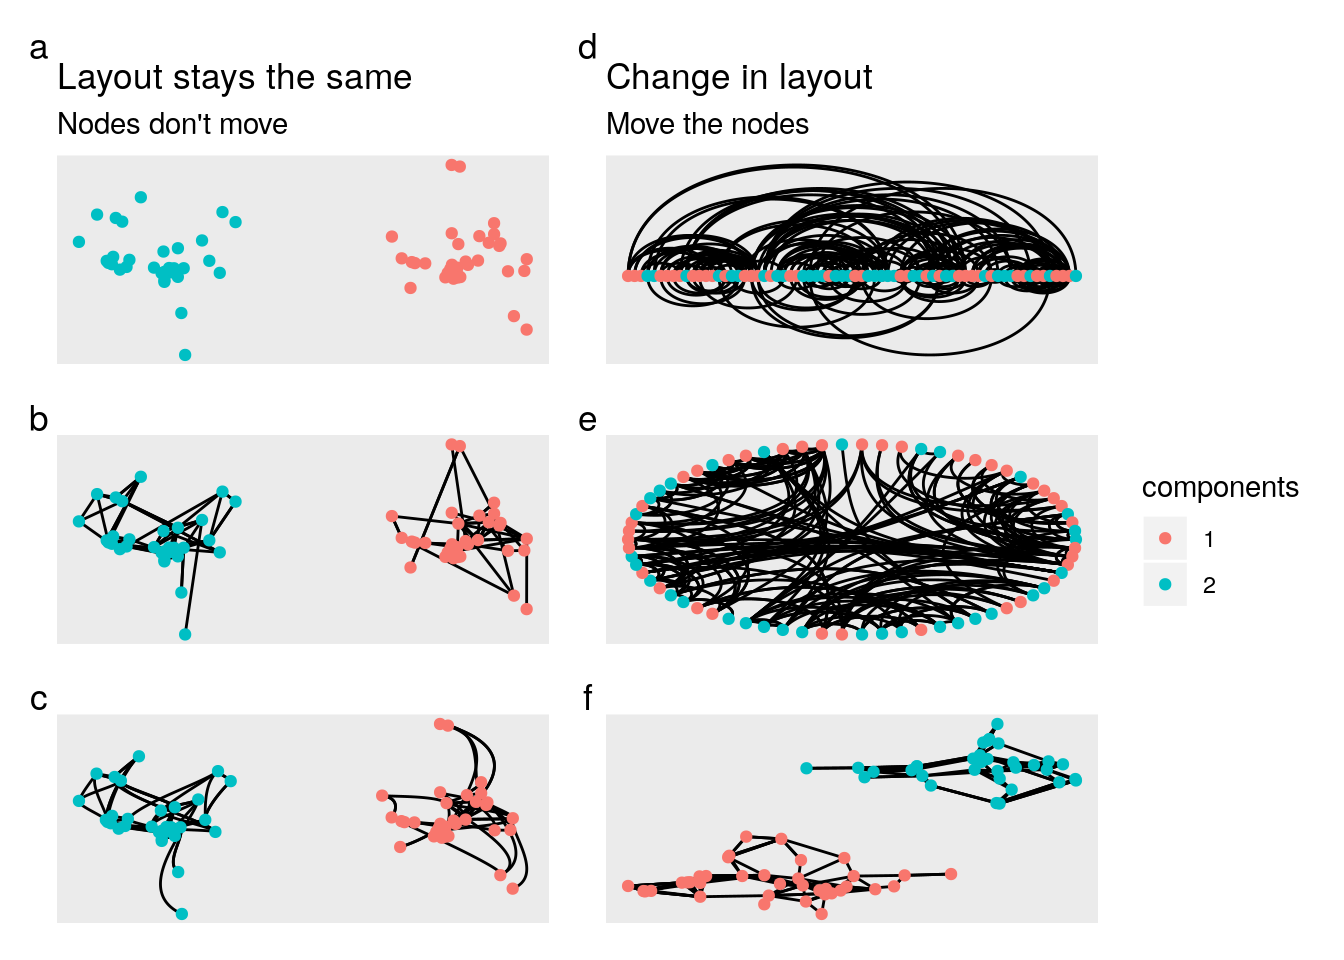 a
Layout stays the same
Nodes don't move
b
c
d
Change in layout
Move the nodes
e
f
components
1
2